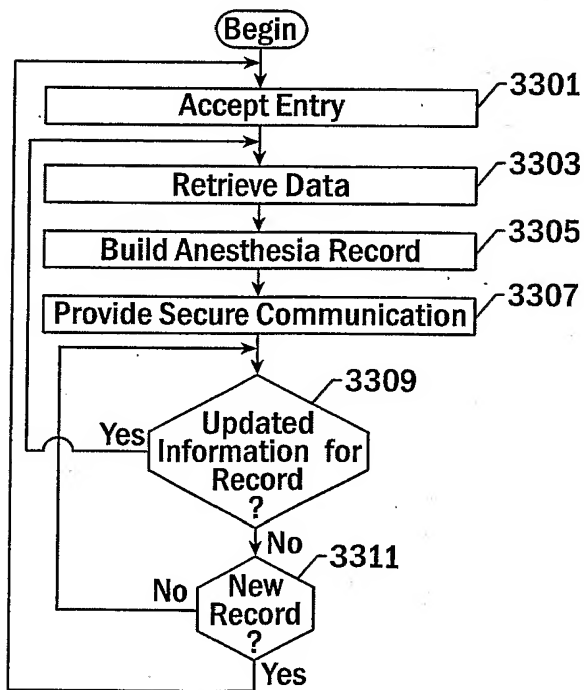 Begin
3301
Accept Entry
3303
Retrieve Data
3305
Build Anesthesia Record
3307
Provide Secure Communication
3309
Yes
Updated
Information for
Record
?
No
3311
No
New
Record
?
Yes